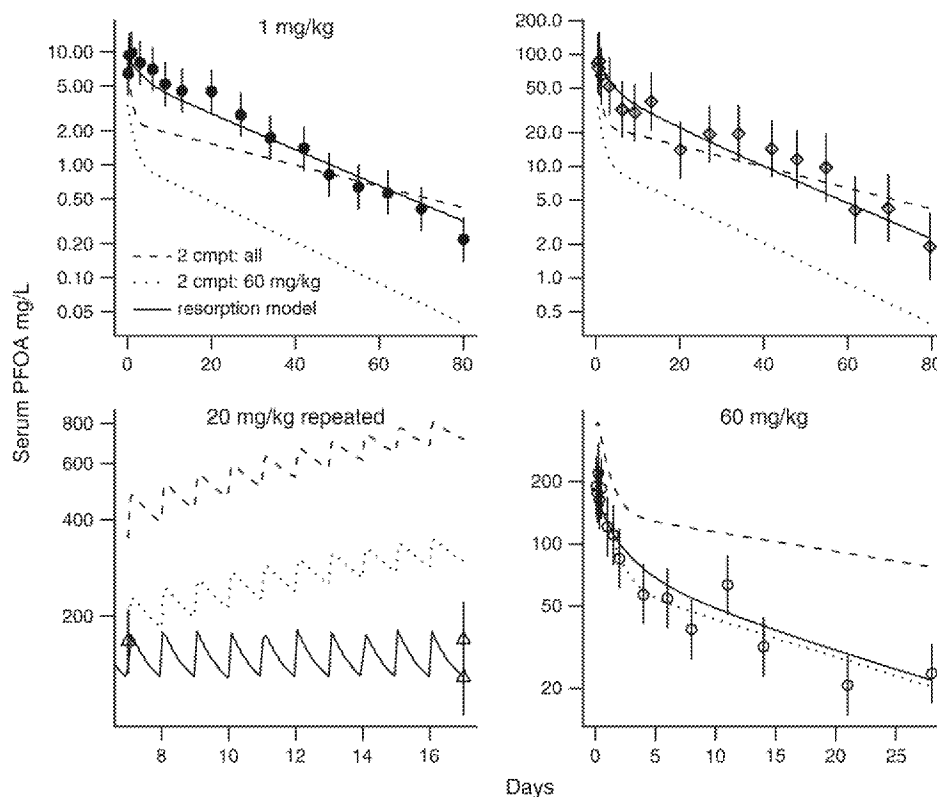 1 mg/kg
10.00
5.00
2.00
1.00
0.50
0.20
0.10
0.05
2 cmpt: all
2 cmpt: 60 mg/kg
resorption model
0 20 40 60 80
200.0
100.0
50.0
20.0
10.0
5.0
2.0
1.0
0.5
0 20 40 60 80
Serum PFOA mg/L
20 mg/kg repeated
800
600
400
200
8 10 12 14 16
60 mg/kg
200
100
50
20
0 5 10 15 20 25
Days